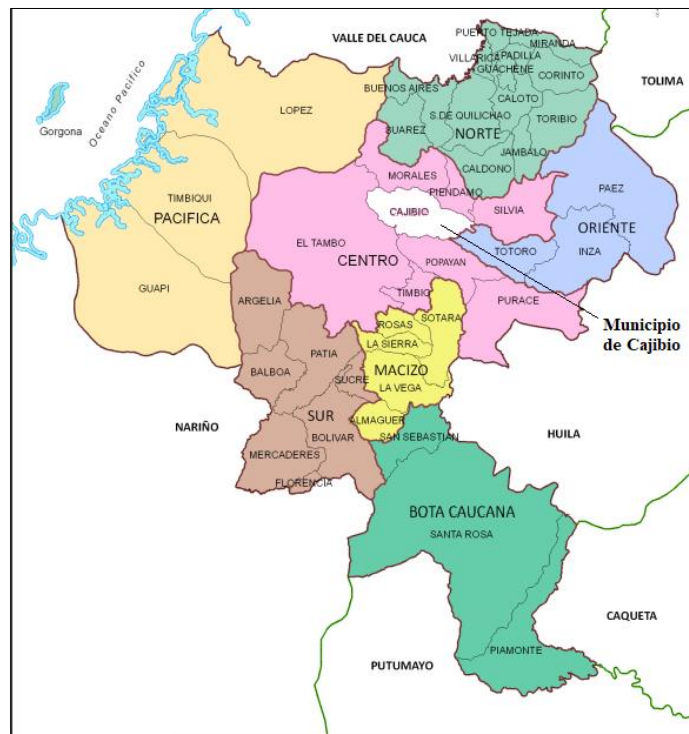 VALLE DEL CAUCA
PUERTO TEJADA
MIRANDA
VILLARICA
PADILLA
GUACHENE
CORINTO
TOLIMA
BUENOS AIRES
CALOTO
LOPEZ
S.DE QUILICHAO
TORIBIO
Gorgona
Oceano Pacifico
SUAREZ
NORTE
JAMBALO
CALDONO
MORALES
PAEZ
TIMBIQUI
PIENDAMO
SILVIA
PACIFICA
CAJIBIO
ORIENTE
EL TAMBO
TOTORO
INZA
CENTRO
POPAYAN
GUAPI
TIMBIO
PURACE
ARGELIA
SOTARA
ROSAS
Municipio
de Cajibio
PATIA
LA SIERRA
BALBOA
MACIZO
SUCRE
LA VEGA
NARIÑO
SUR
ALMAGUER
HUILA
BOLIVAR
SAN SEBASTIAN
MERCADERES
FLORENCIA
BOTA CAUCANA
SANTA ROSA
CAQUETA
PIAMONTE
PUTUMAYO